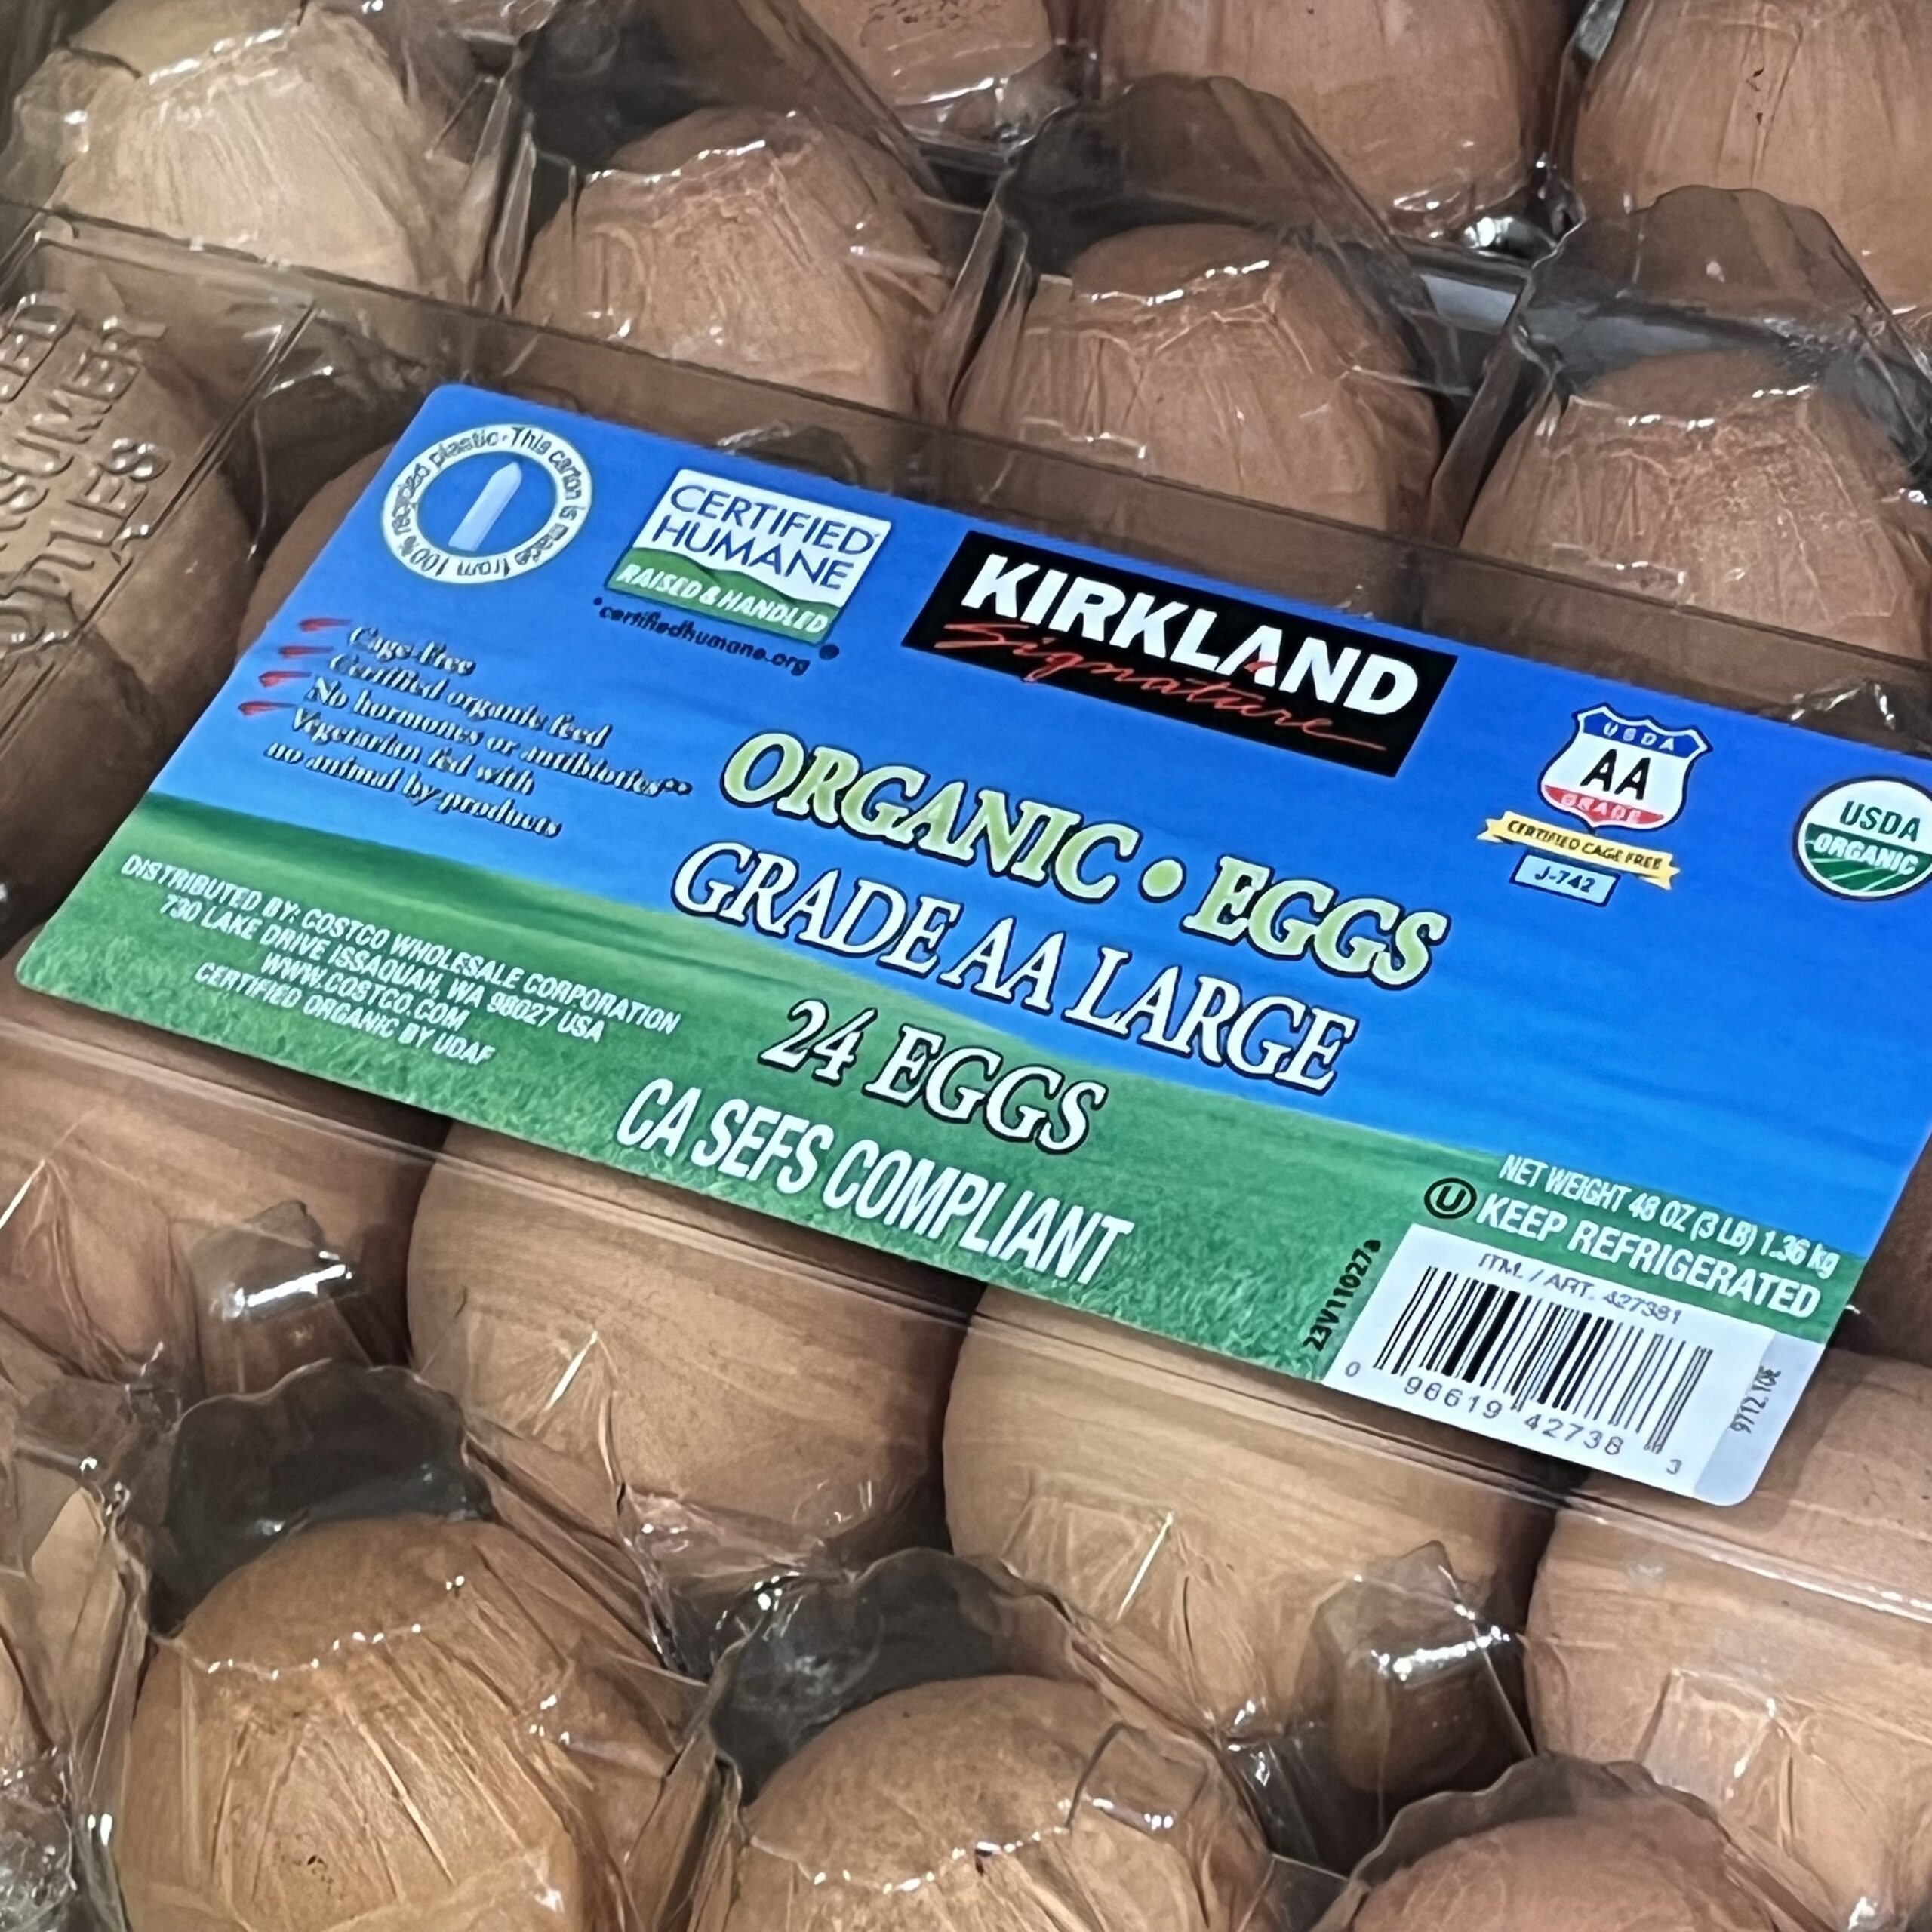 This carton is made from 100% recycled plastic
CERTIFIED
HUMANE
RAISED & HANDLED
*certifiedhumane.org
KIRKLAND
Signature
Cage-Free
Certified organic feed
No hormones or antibiotics**
Vegetarian fed with
no animal by-products
USDA
AA
GRADE
CERTIFIED CAGE FREE
J-742
USDA
ORGANIC
ORGANIC • EGGS
GRADE AA LARGE
24 EGGS
CA SEFS COMPLIANT
DISTRIBUTED BY: COSTCO WHOLESALE CORPORATION
730 LAKE DRIVE ISSAQUAH, WA 98027 USA
WWW.COSTCO.COM
CERTIFIED ORGANIC BY UDAF
NET WEIGHT 48 OZ (3 LB) 1.36 kg
U KEEP REFRIGERATED
23V11027a
ITM. / ART. 427381
0 96619 42738 3
9712.10E